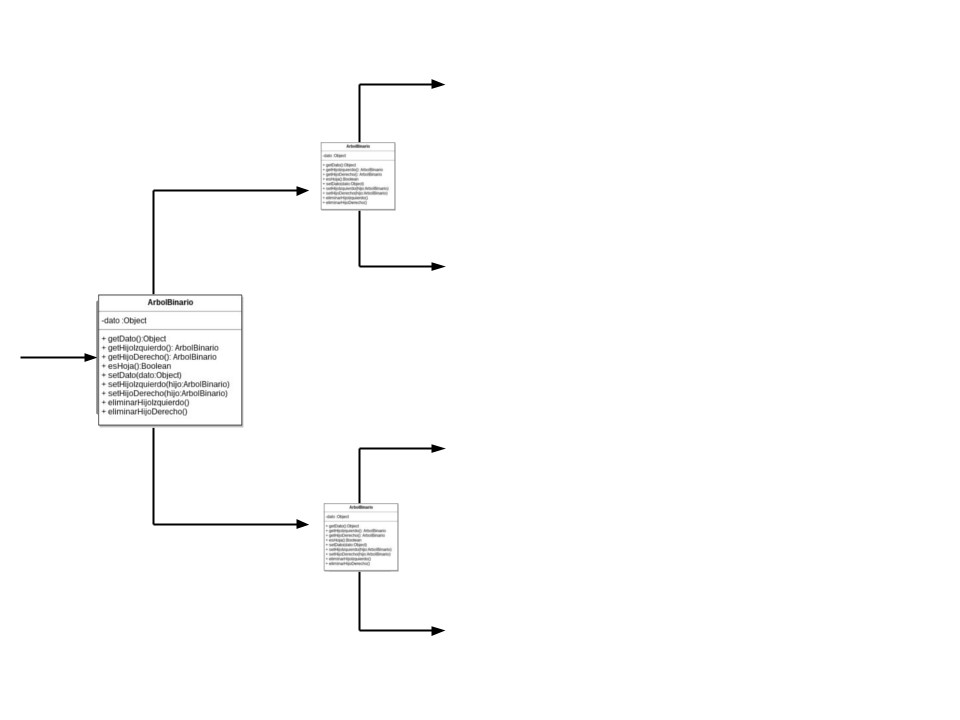 ArbolBinario
-dato :Object
+ getDato():Object
+ getHijoIzquierdo(): ArbolBinario
+ getHijoDerecho(): ArbolBinario
+ esHoja():Boolean
+ setDato(dato:Object)
+ setHijoIzquierdo(hijo:ArbolBinario)
+ setHijoDerecho(hijo:ArbolBinario)
+ eliminarHijoIzquierdo()
+ eliminarHijoDerecho()
ArbolBinario
-dato :Object
+ getDato():Object
+ getHijoIzquierdo(): ArbolBinario
+ getHijoDerecho(): ArbolBinario
+ esHoja():Boolean
+ setDato(dato:Object)
+ setHijoIzquierdo(hijo:ArbolBinario)
+ setHijoDerecho(hijo:ArbolBinario)
+ eliminarHijoIzquierdo()
+ eliminarHijoDerecho()
ArbolBinario
-dato :Object
+ getDato():Object
+ getHijoIzquierdo(): ArbolBinario
+ getHijoDerecho(): ArbolBinario
+ esHoja():Boolean
+ setDato(dato:Object)
+ setHijoIzquierdo(hijo:ArbolBinario)
+ setHijoDerecho(hijo:ArbolBinario)
+ eliminarHijoIzquierdo()
+ eliminarHijoDerecho()